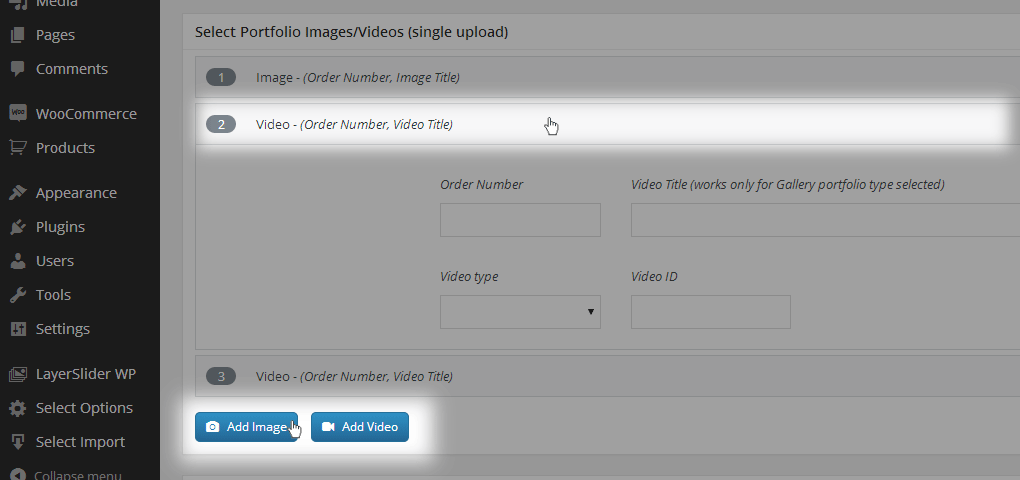 Media
Pages
Comments
WooCommerce
Products
Appearance
Plugins
Users
Tools
Settings
LayerSlider WP
Select Options
Select Import
Collapse menu
Select Portfolio Images/Videos (single upload)
1 Image - (Order Number, Image Title)
2 Video - (Order Number, Video Title)
Order Number
Video Title (works only for Gallery portfolio type selected)
Video type
Video ID
3 Video - (Order Number, Video Title)
Add Image
Add Video